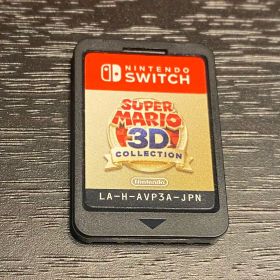 NINTENDO
SWITCH
SUPER
MARIO
3D
COLLECTION
Nintendo
LA-H-AVP3A-JPN